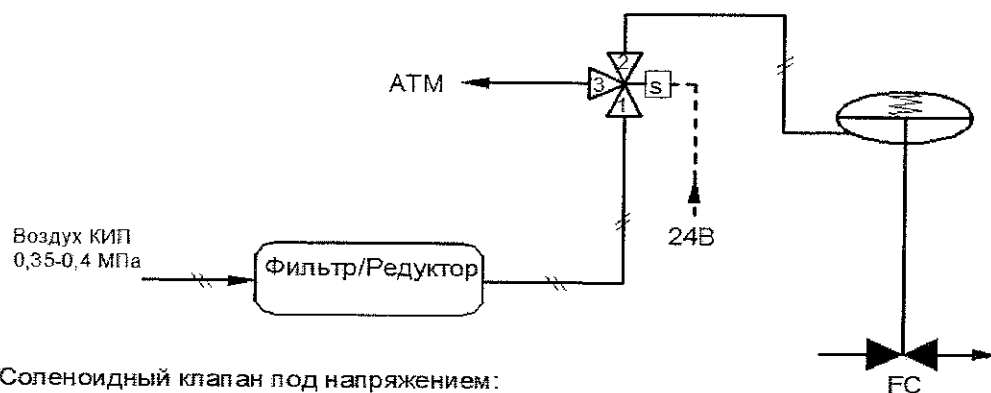 2
АТМ
3
S
1
24В
Воздух КИП
0,35-0,4 МПа
Фильтр/Редуктор
FC
Соленоидный клапан под напряжением: